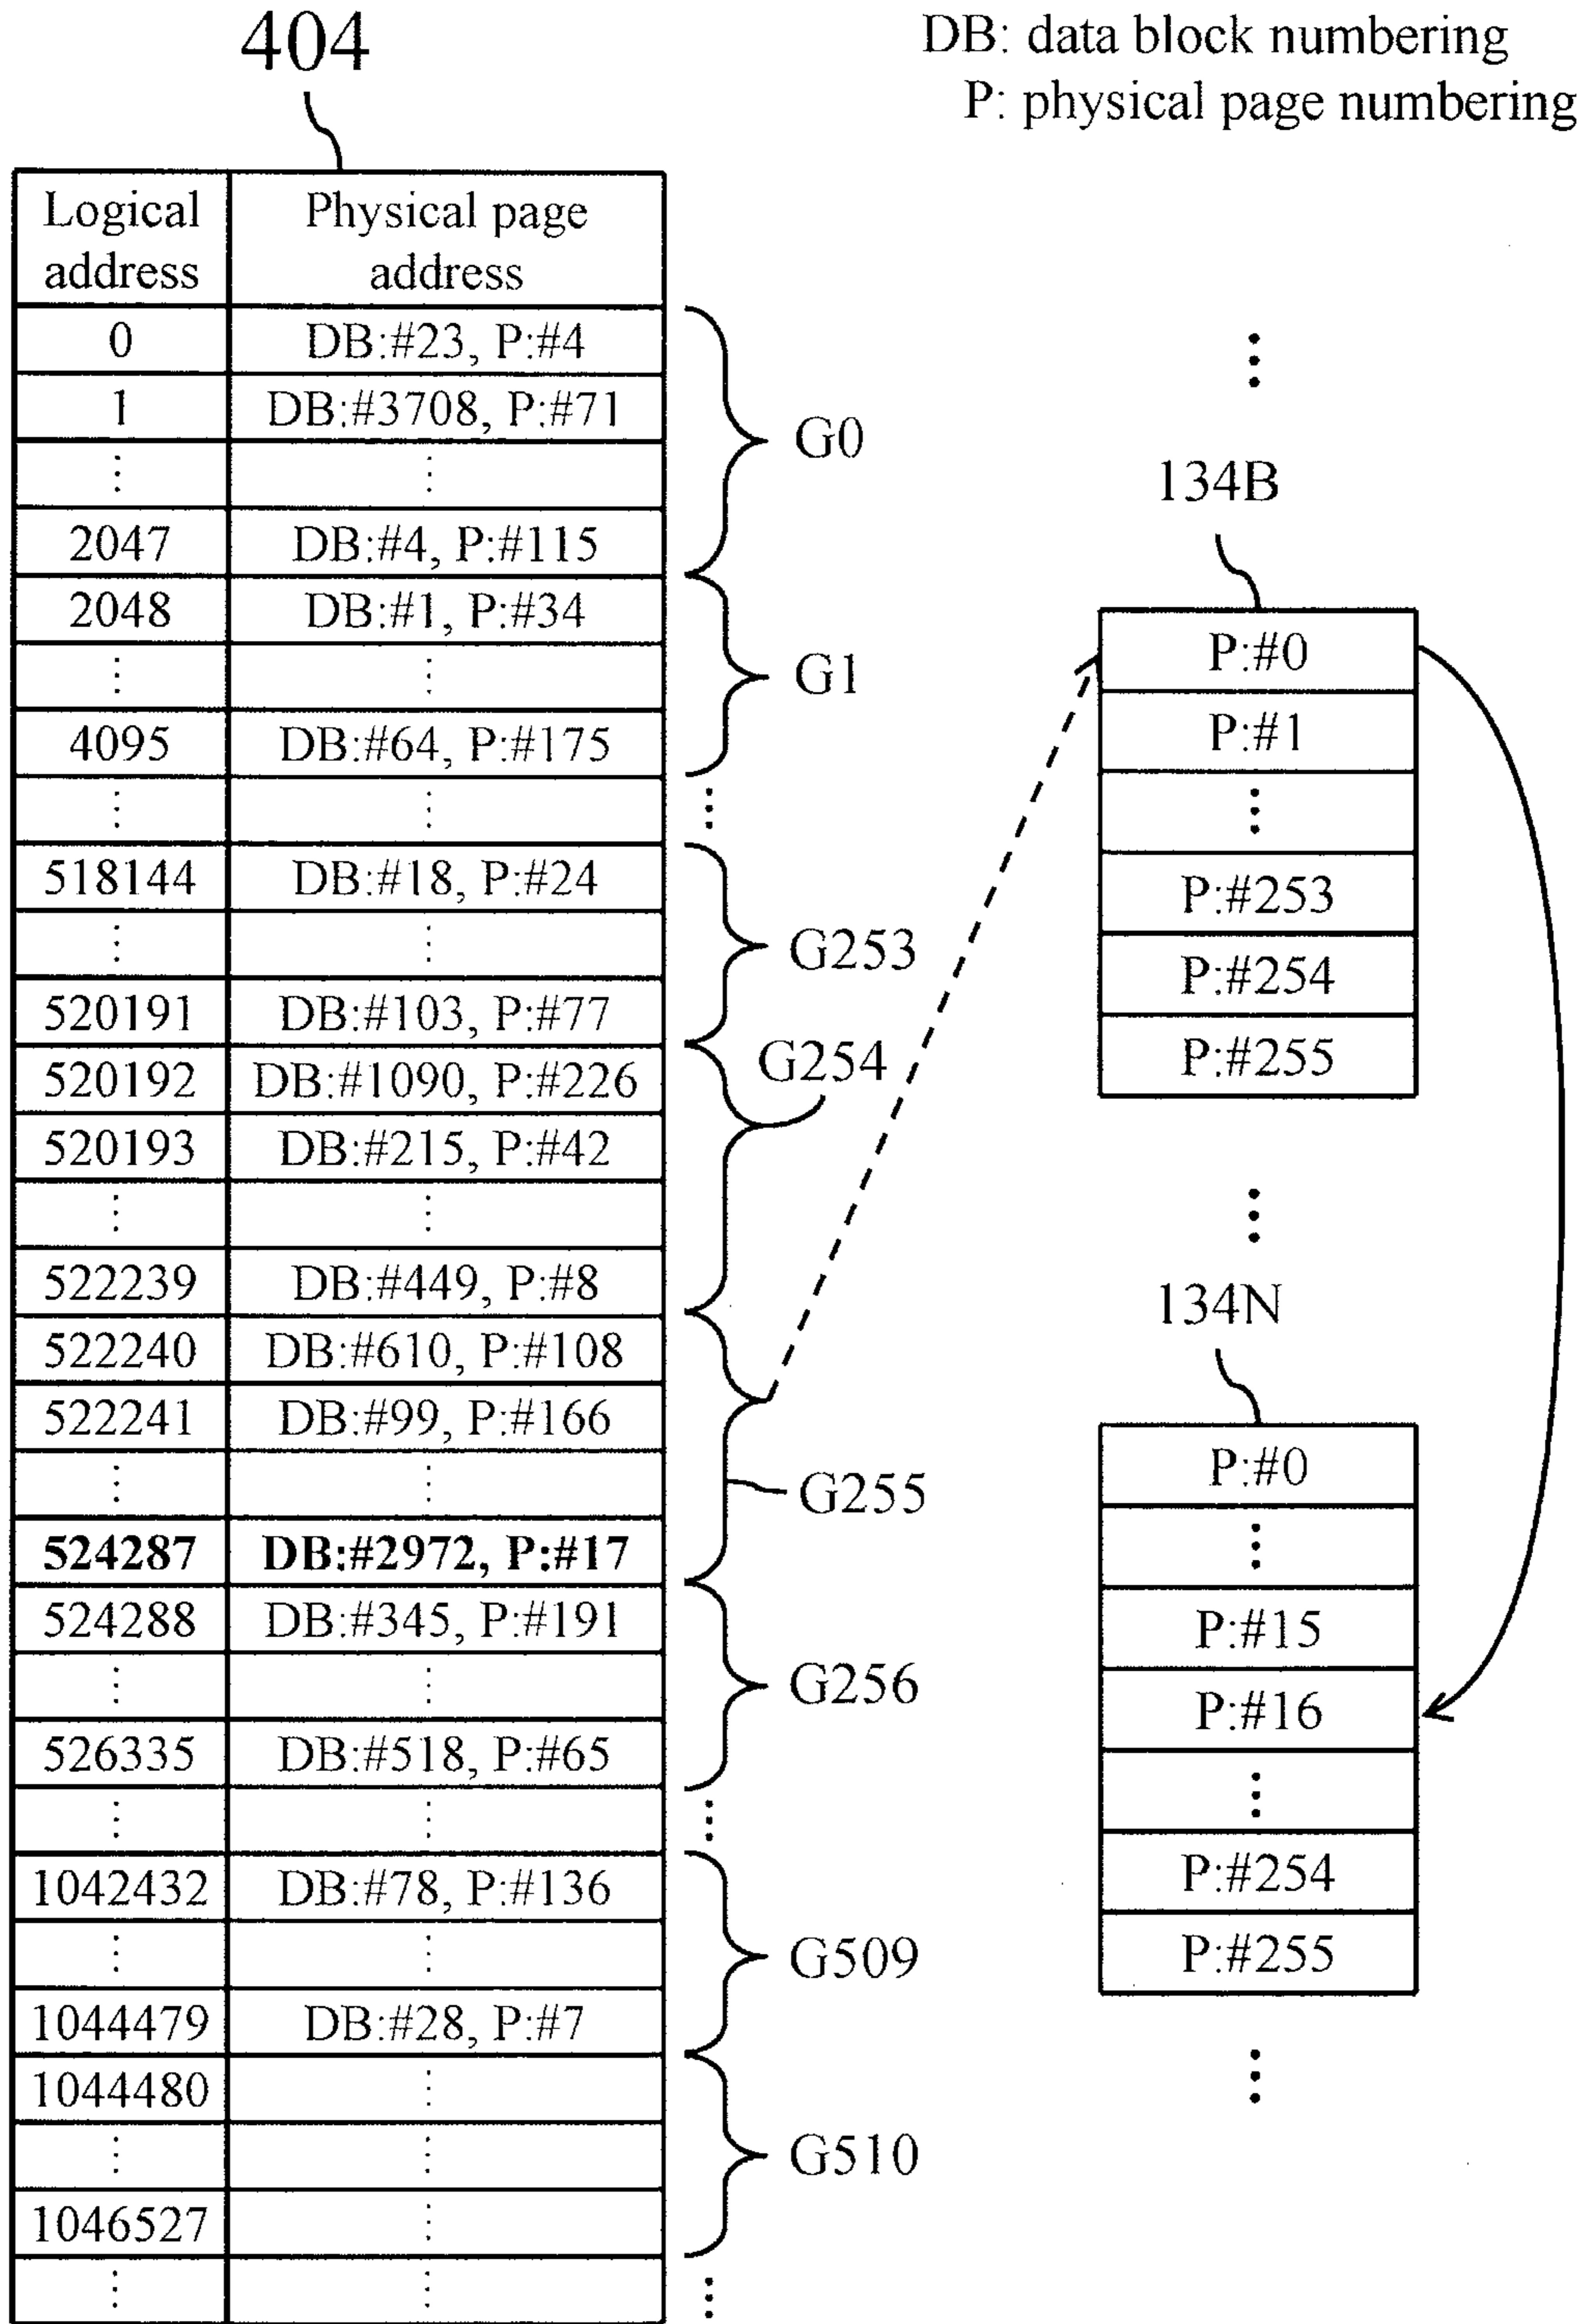 404
DB: data block numbering
P: physical page numbering
Logical address
Physical page address
0 DB:#23, P:#4
1 DB:#3708, P:#71
⋮ ⋮
2047 DB:#4, P:#115
2048 DB:#1, P:#34
⋮ ⋮
4095 DB:#64, P:#175
⋮ ⋮
518144 DB:#18, P:#24
⋮ ⋮
520191 DB:#103, P:#77
520192 DB:#1090, P:#226
520193 DB:#215, P:#42
⋮ ⋮
522239 DB:#449, P:#8
522240 DB:#610, P:#108
522241 DB:#99, P:#166
⋮ ⋮
524287 DB:#2972, P:#17
524288 DB:#345, P:#191
⋮ ⋮
526335 DB:#518, P:#65
⋮ ⋮
1042432 DB:#78, P:#136
⋮ ⋮
1044479 DB:#28, P:#7
1044480 ⋮
⋮ ⋮
1046527 ⋮
⋮ ⋮
G0
G1
⋮
G253
G254
G255
G256
⋮
G509
G510
⋮
⋮
134B
P:#0
P:#1
⋮
P:#253
P:#254
P:#255
⋮
134N
P:#0
⋮
P:#15
P:#16
⋮
P:#254
P:#255
⋮